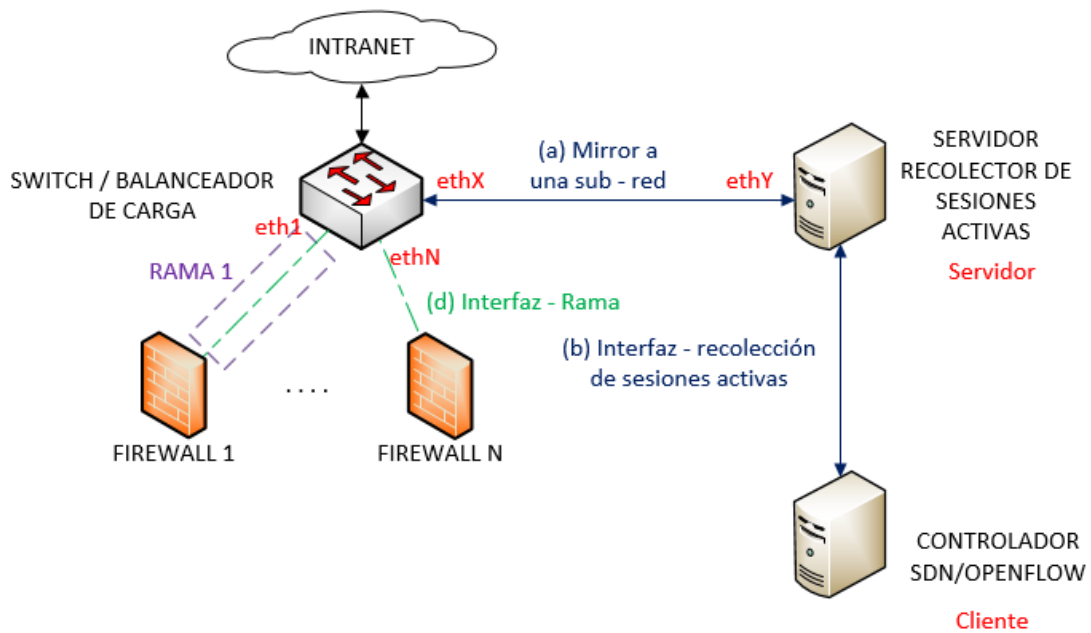 INTRANET
SWITCH / BALANCEADOR
DE CARGA
(a) Mirror a
una sub - red
ethX
ethY
SERVIDOR
RECOLECTOR DE
SESIONES
ACTIVAS
Servidor
eth1
ethN
RAMA 1
(d) Interfaz - Rama
(b) Interfaz - recolección
de sesiones activas
. . . .
FIREWALL 1
FIREWALL N
CONTROLADOR
SDN/OPENFLOW
Cliente